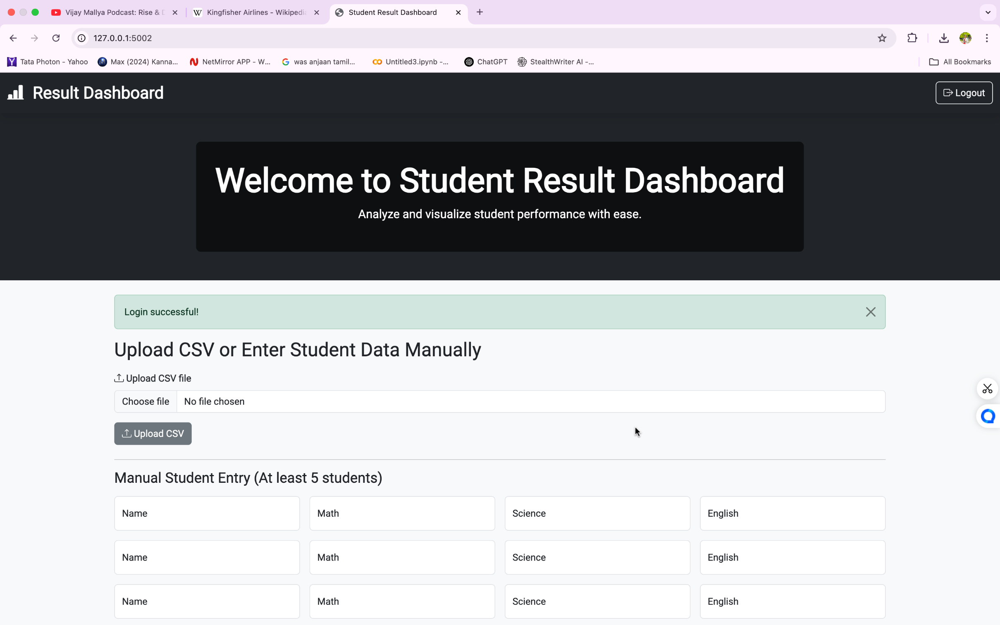 Vijay Mallya Podcast: Rise &
Kingfisher Airlines - Wikipedia
Student Result Dashboard
127.0.0.1:5002
Tata Photon - Yahoo
Max (2024) Kanna...
NetMirror APP - W...
was anjaan tamil...
Untitled3.ipynb -...
ChatGPT
StealthWriter AI -...
All Bookmarks
Result Dashboard
Logout
Welcome to Student Result Dashboard
Analyze and visualize student performance with ease.
Login successful!
Upload CSV or Enter Student Data Manually
Upload CSV file
Choose file No file chosen
Upload CSV
Manual Student Entry (At least 5 students)
Name Math Science English
Name Math Science English
Name Math Science English